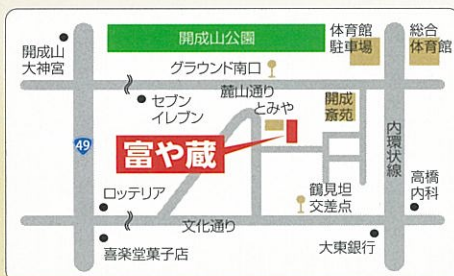 開成山公園
体育館
駐車場
総合
体育館
開成山
大神宮
グラウンド南口
麓山通り
セブン
イレブン
とみや
開成
斎苑
49
富や蔵
内環状線
ロッテリア
鶴見坦
交差点
高橋
内科
文化通り
喜楽堂菓子店
大東銀行